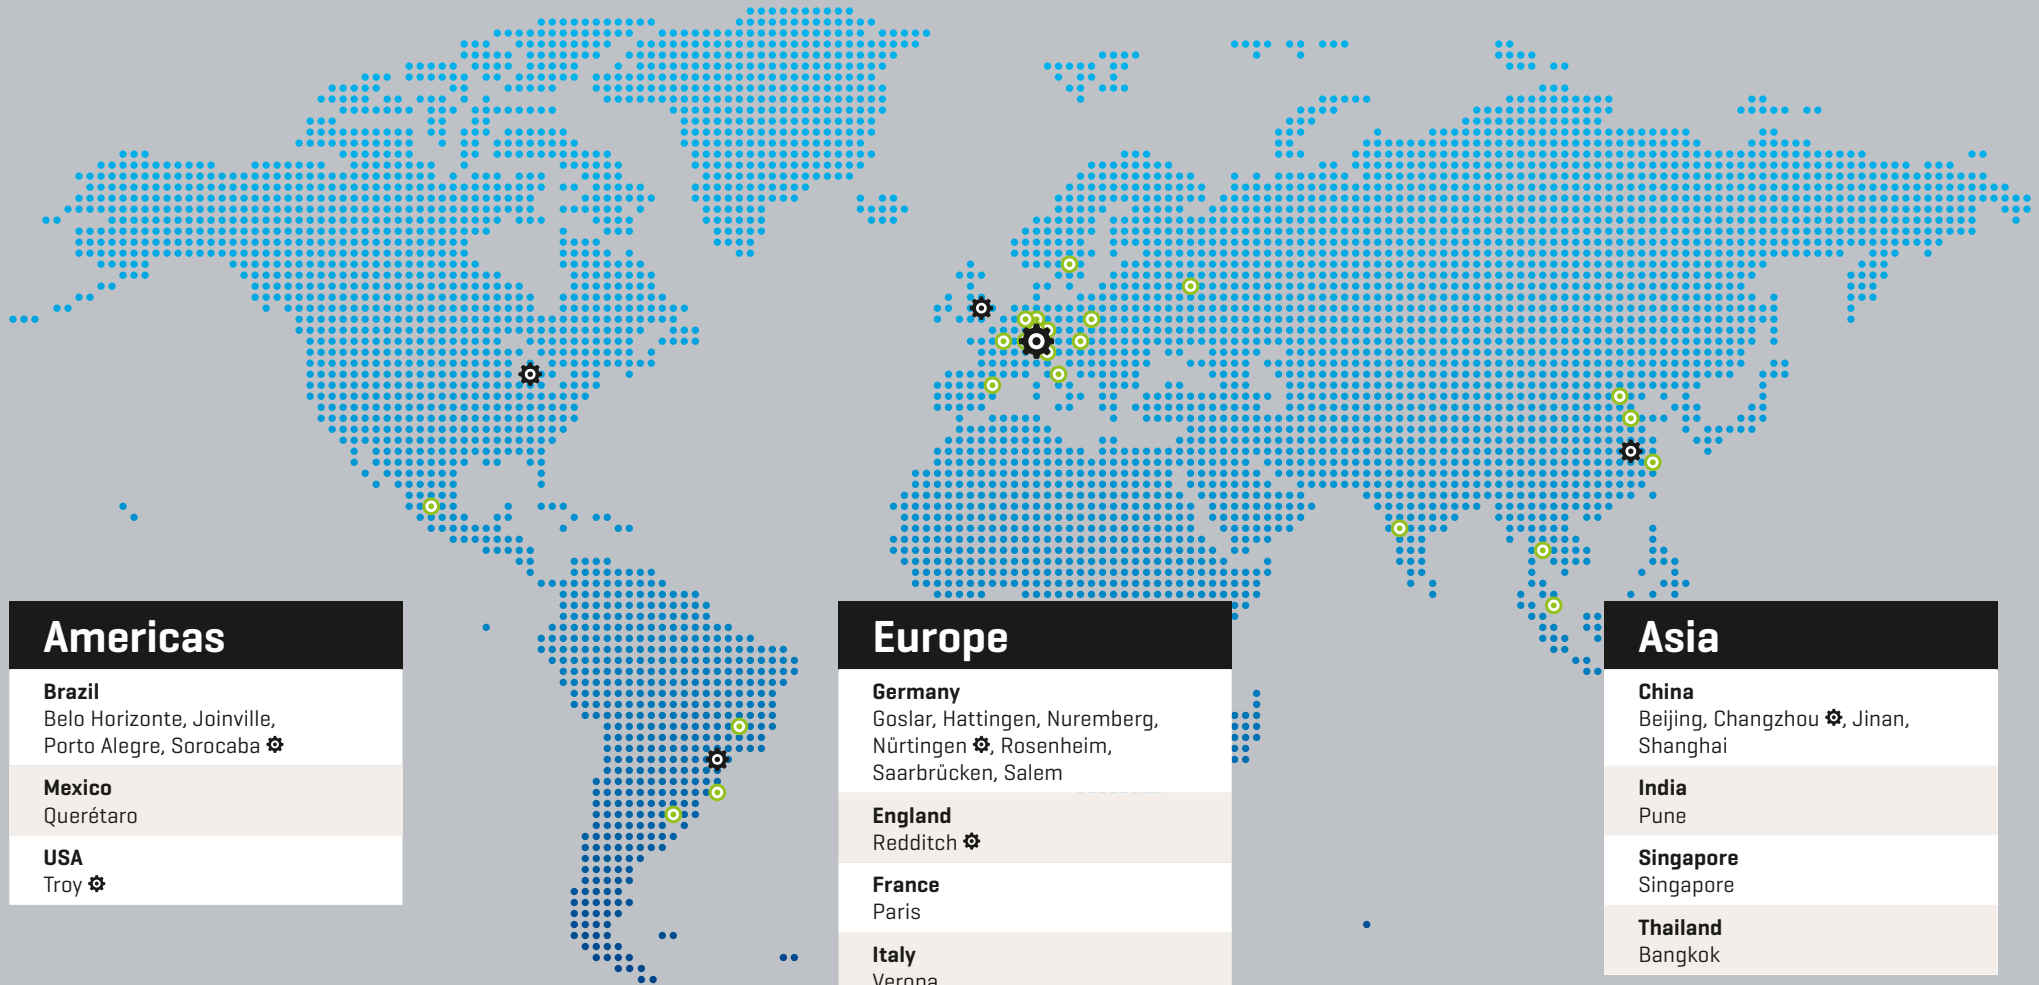 Americas
Brazil
Belo Horizonte, Joinville,
Porto Alegre, Sorocaba
Mexico
Querétaro
USA
Troy
Europe
Germany
Goslar, Hattingen, Nuremberg,
Nürtingen, Rosenheim,
Saarbrücken, Salem
England
Redditch
France
Paris
Italy
Verona
Asia
China
Beijing, Changzhou, Jinan,
Shanghai
India
Pune
Singapore
Singapore
Thailand
Bangkok